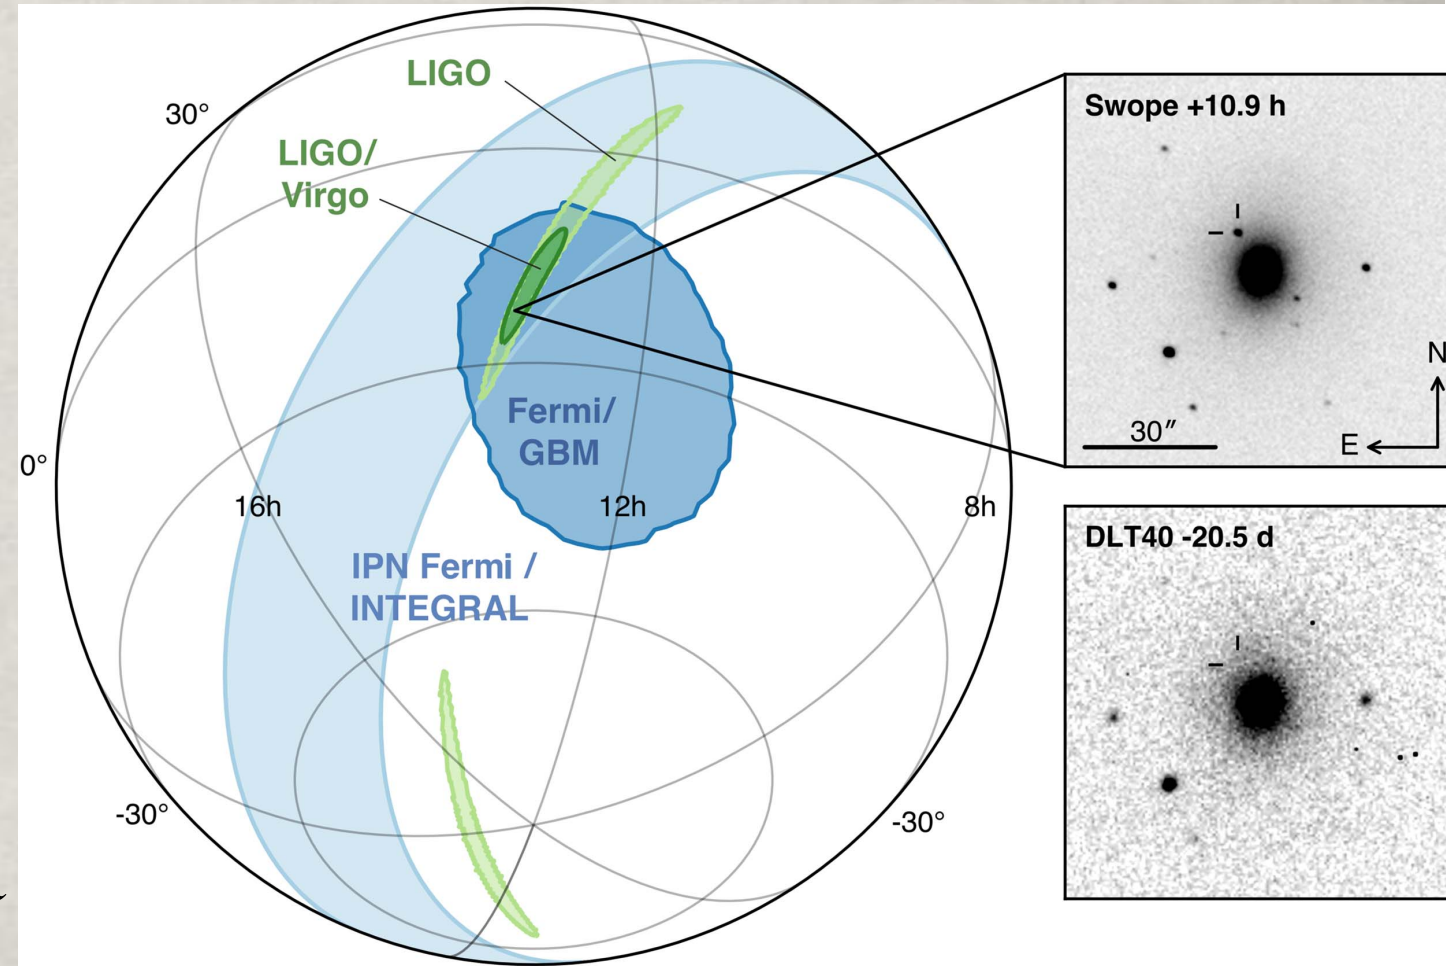 LIGO
30°
LIGO/
Virgo
Fermi/
GBM
0°
16h
12h
8h
IPN Fermi /
INTEGRAL
-30°
-30°
Swope +10.9 h
N
30″
E
DLT40 -20.5 d